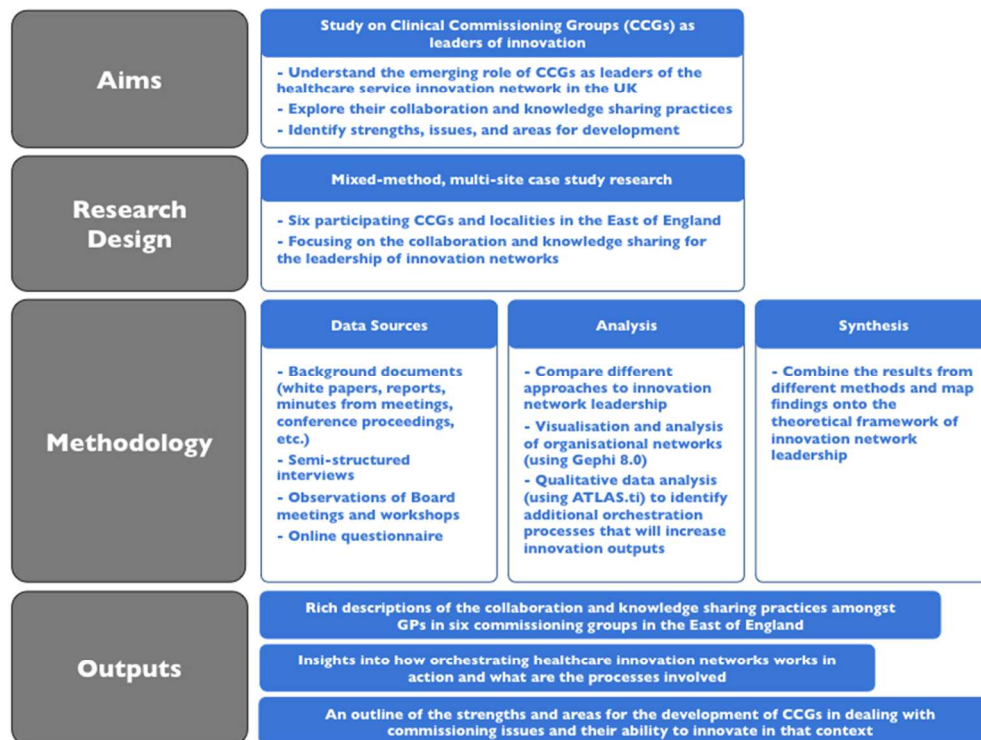 Aims
Study on Clinical Commissioning Groups (CCGs) as
leaders of innovation
- Understand the emerging role of CCGs as leaders of the
healthcare service innovation network in the UK
- Explore their collaboration and knowledge sharing practices
- Identify strengths, issues, and areas for development
Research
Design
Mixed-method, multi-site case study research
- Six participating CCGs and localities in the East of England
- Focusing on the collaboration and knowledge sharing for
the leadership of innovation networks
Methodology
Data Sources
- Background documents
(white papers, reports,
minutes from meetings,
conference proceedings,
etc.)
- Semi-structured
interviews
- Observations of Board
meetings and workshops
- Online questionnaire
Analysis
- Compare different
approaches to innovation
network leadership
- Visualisation and analysis
of organisational networks
(using Gephi 8.0)
- Qualitative data analysis
(using ATLAS.ti) to identify
additional orchestration
processes that will increase
innovation outputs
Synthesis
- Combine the results from
different methods and map
findings onto the
theoretical framework of
innovation network
leadership
Outputs
Rich descriptions of the collaboration and knowledge sharing practices amongst
GPs in six commissioning groups in the East of England
Insights into how orchestrating healthcare innovation networks works in
action and what are the processes involved
An outline of the strengths and areas for the development of CCGs in dealing with
commissioning issues and their ability to innovate in that context